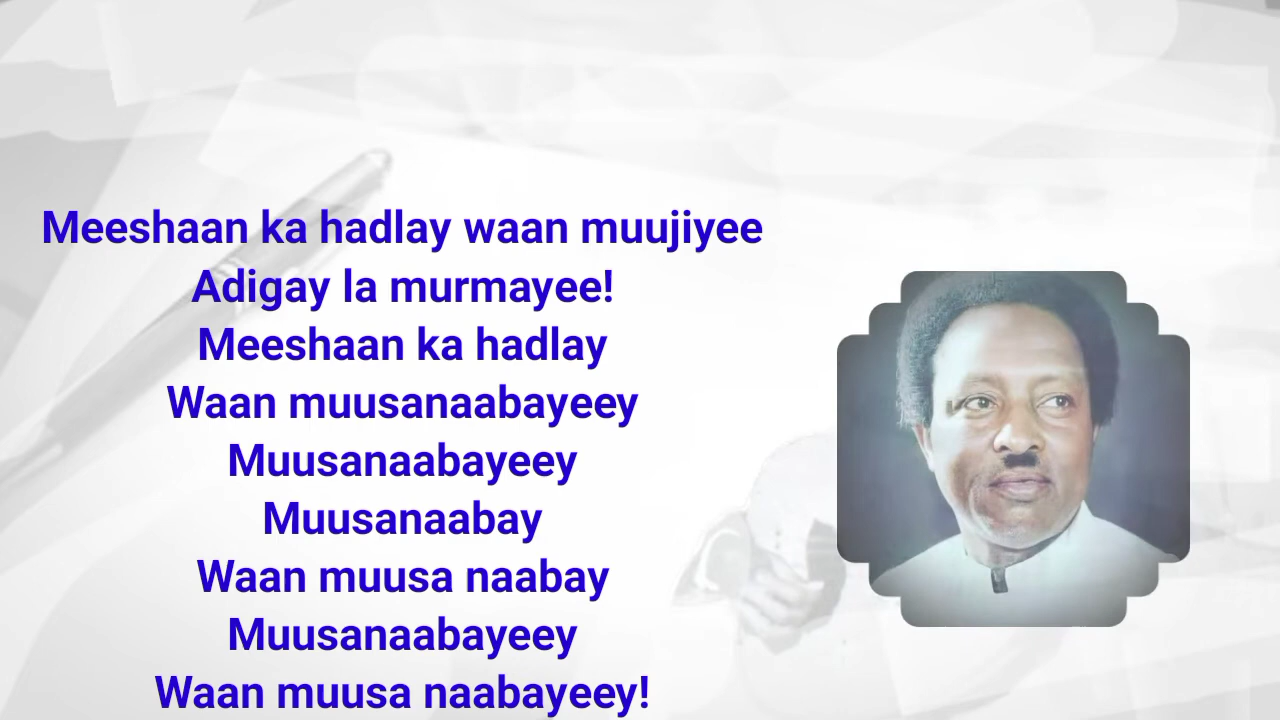 Meeshaan ka hadlay waan muujiyee
Adigay la murmayee!
Meeshaan ka hadlay
Waan muusanaabayeey
Muusanaabayeey
Muusanaabay
Waan muusa naabay
Muusanaabayeey
Waan muusa naabayeey!